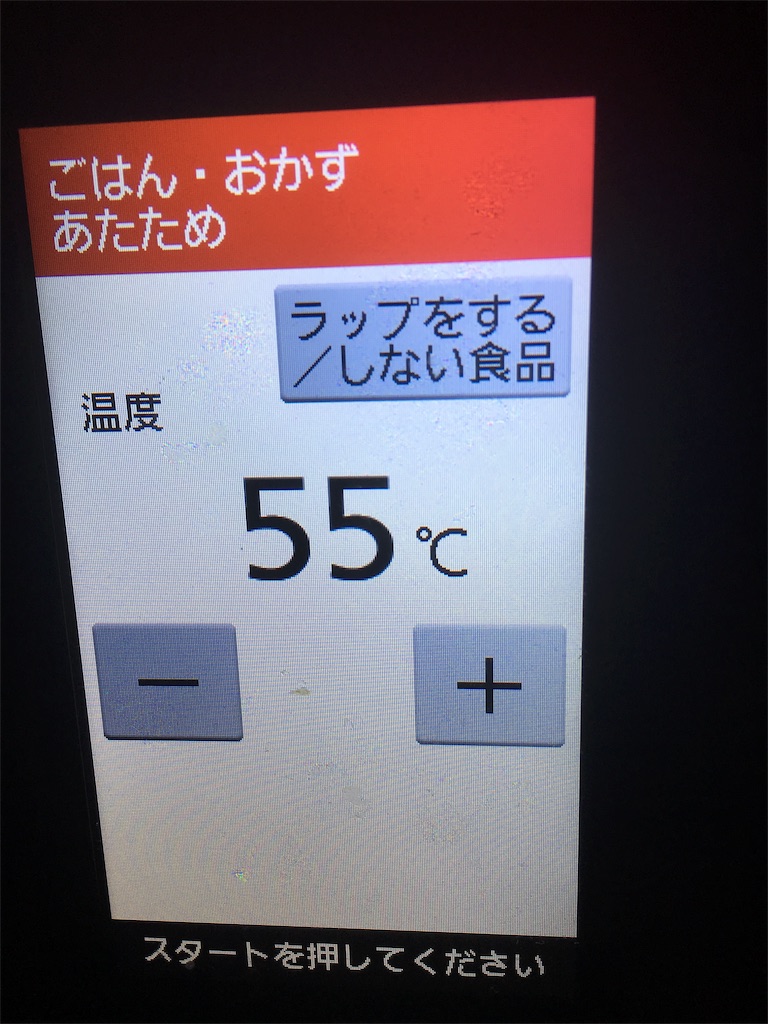 ごはん・おかず
あたため
ラップをする
/しない食品
温度
55℃
− +
スタートを押してください